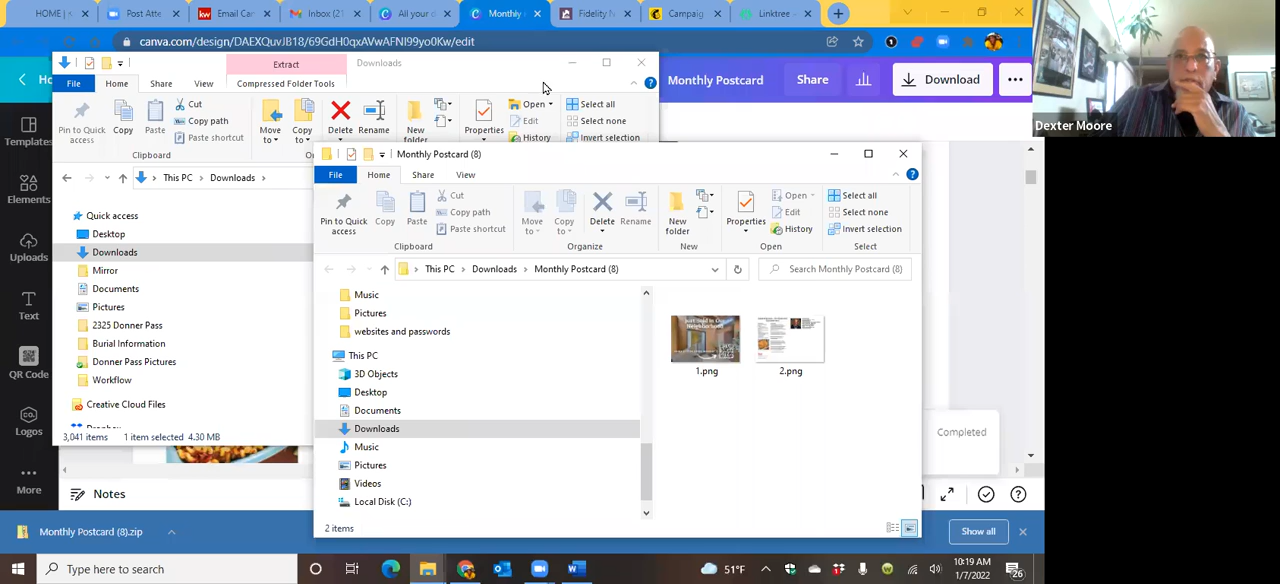 HOME | K
Post Atte
Email Car
Inbox (21
All your d
Monthly
Fidelity N
Campaig
Linktree
canva.com/design/DAEXQuvJB18/69GdH0qxAVwAFNI99yo0Kw/edit
Ho
Monthly Postcard
Share
Download
Templates
Elements
Uploads
Text
QR Code
Logos
More
Extract
Downloads
File
Home
Share
View
Compressed Folder Tools
Pin to Quick access
Copy
Paste
Cut
Copy path
Paste shortcut
Clipboard
Move to
Copy to
Delete
Rename
New folder
Properties
Open
Edit
History
Select all
Select none
Invert selection
This PC
Downloads
Quick access
Desktop
Downloads
Mirror
Documents
Pictures
2325 Donner Pass
Burial Information
Donner Pass Pictures
Workflow
Creative Cloud Files
3,041 items 1 item selected 4.30 MB
Monthly Postcard (8)
File
Home
Share
View
Pin to Quick access
Copy
Paste
Cut
Copy path
Paste shortcut
Clipboard
Move to
Copy to
Delete
Rename
Organize
New folder
New
Properties
Open
Edit
History
Open
Select all
Select none
Invert selection
Select
This PC
Downloads
Monthly Postcard (8)
Search Monthly Postcard (8)
Music
Pictures
websites and passwords
This PC
3D Objects
Desktop
Documents
Downloads
Music
Pictures
Videos
Local Disk (C:)
Just Sold in Our
Neighborhood
1.png
2.png
2 items
Completed
Notes
Monthly Postcard (8).zip
Show all
Type here to search
51°F
10:19 AM
1/7/2022
26
Dexter Moore